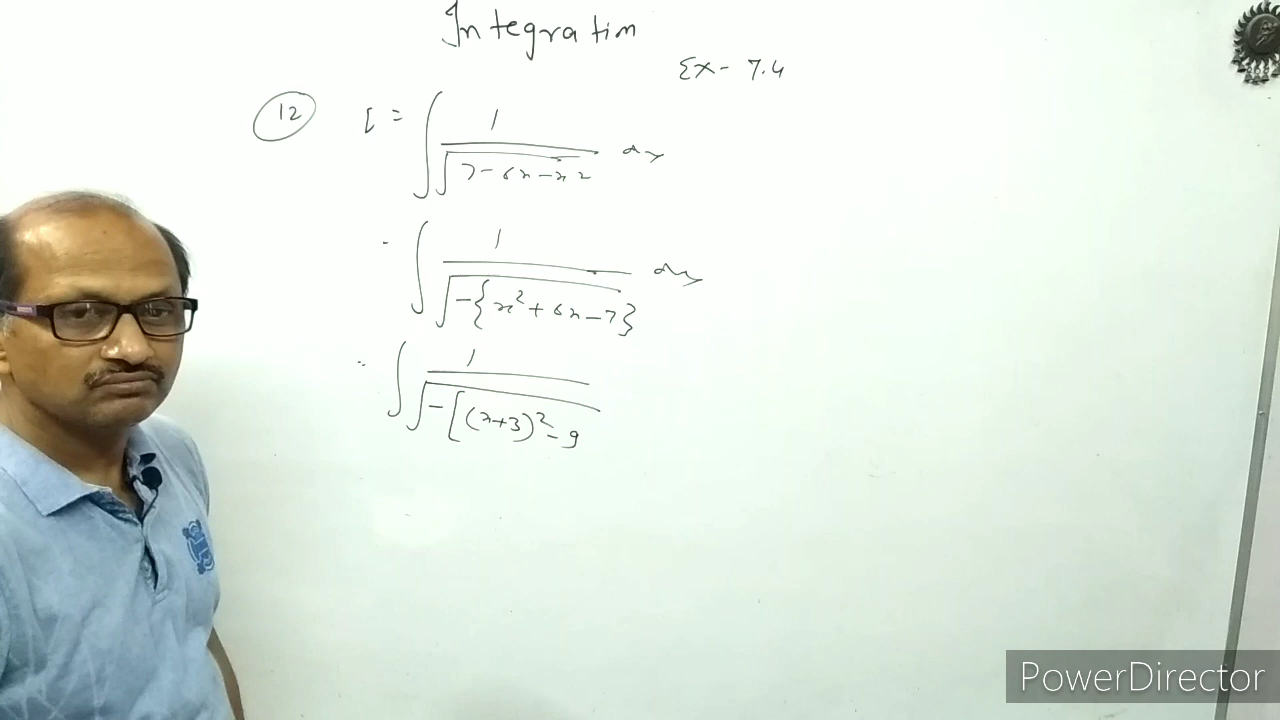 Integration
Ex- 7.4
12 I = ∫ 1/√(7-6x-x²) dx
= ∫ 1/√(-{x²+6x-7}) dx
= ∫ 1/√(-[(x+3)²-9
PowerDirector